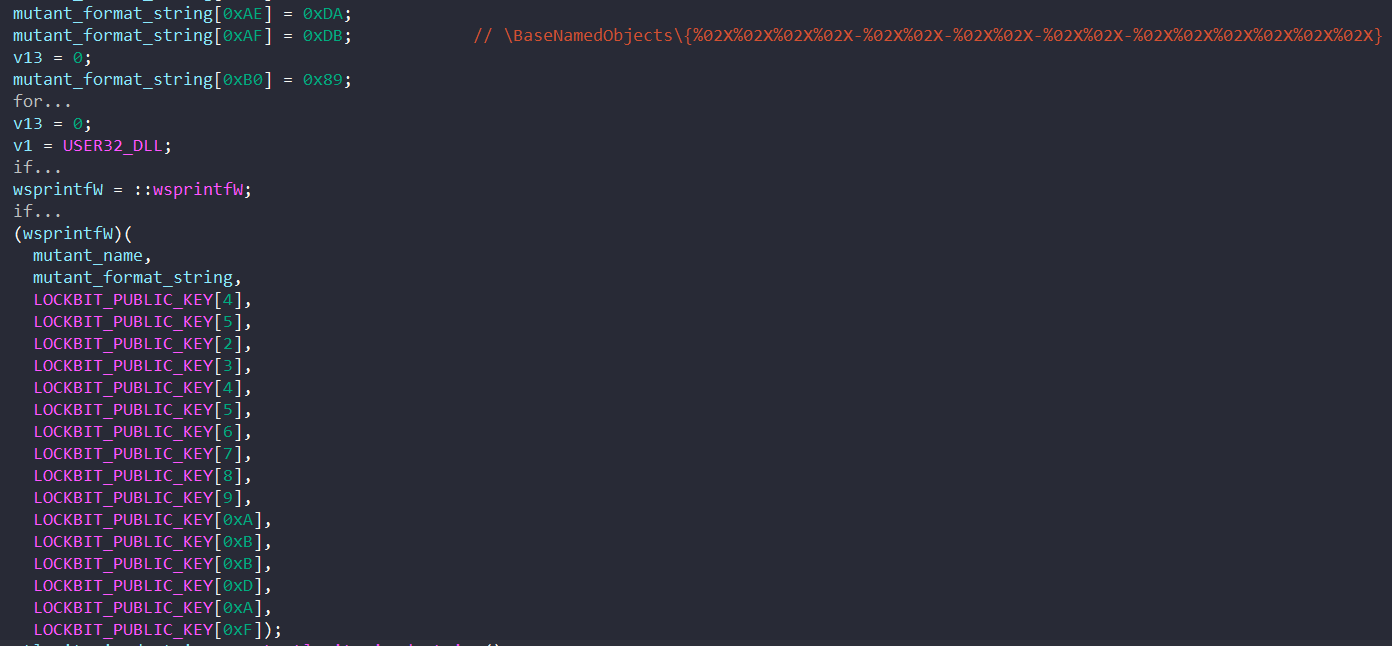 mutant_format_string[0xAE] = 0xDA;
mutant_format_string[0xAF] = 0xDB; // \BaseNamedObjects\{%02X%02X%02X%02X-%02X%02X-%02X%02X-%02X%02X-%02X%02X%02X%02X%02X%02X}
v13 = 0;
mutant_format_string[0xB0] = 0x89;
for...
v13 = 0;
v1 = USER32_DLL;
if...
wsprintfW = ::wsprintfW;
if...
(wsprintfW)(
mutant_name,
mutant_format_string,
LOCKBIT_PUBLIC_KEY[4],
LOCKBIT_PUBLIC_KEY[5],
LOCKBIT_PUBLIC_KEY[2],
LOCKBIT_PUBLIC_KEY[3],
LOCKBIT_PUBLIC_KEY[4],
LOCKBIT_PUBLIC_KEY[5],
LOCKBIT_PUBLIC_KEY[6],
LOCKBIT_PUBLIC_KEY[7],
LOCKBIT_PUBLIC_KEY[8],
LOCKBIT_PUBLIC_KEY[9],
LOCKBIT_PUBLIC_KEY[0xA],
LOCKBIT_PUBLIC_KEY[0xB],
LOCKBIT_PUBLIC_KEY[0xB],
LOCKBIT_PUBLIC_KEY[0xD],
LOCKBIT_PUBLIC_KEY[0xA],
LOCKBIT_PUBLIC_KEY[0xF]);